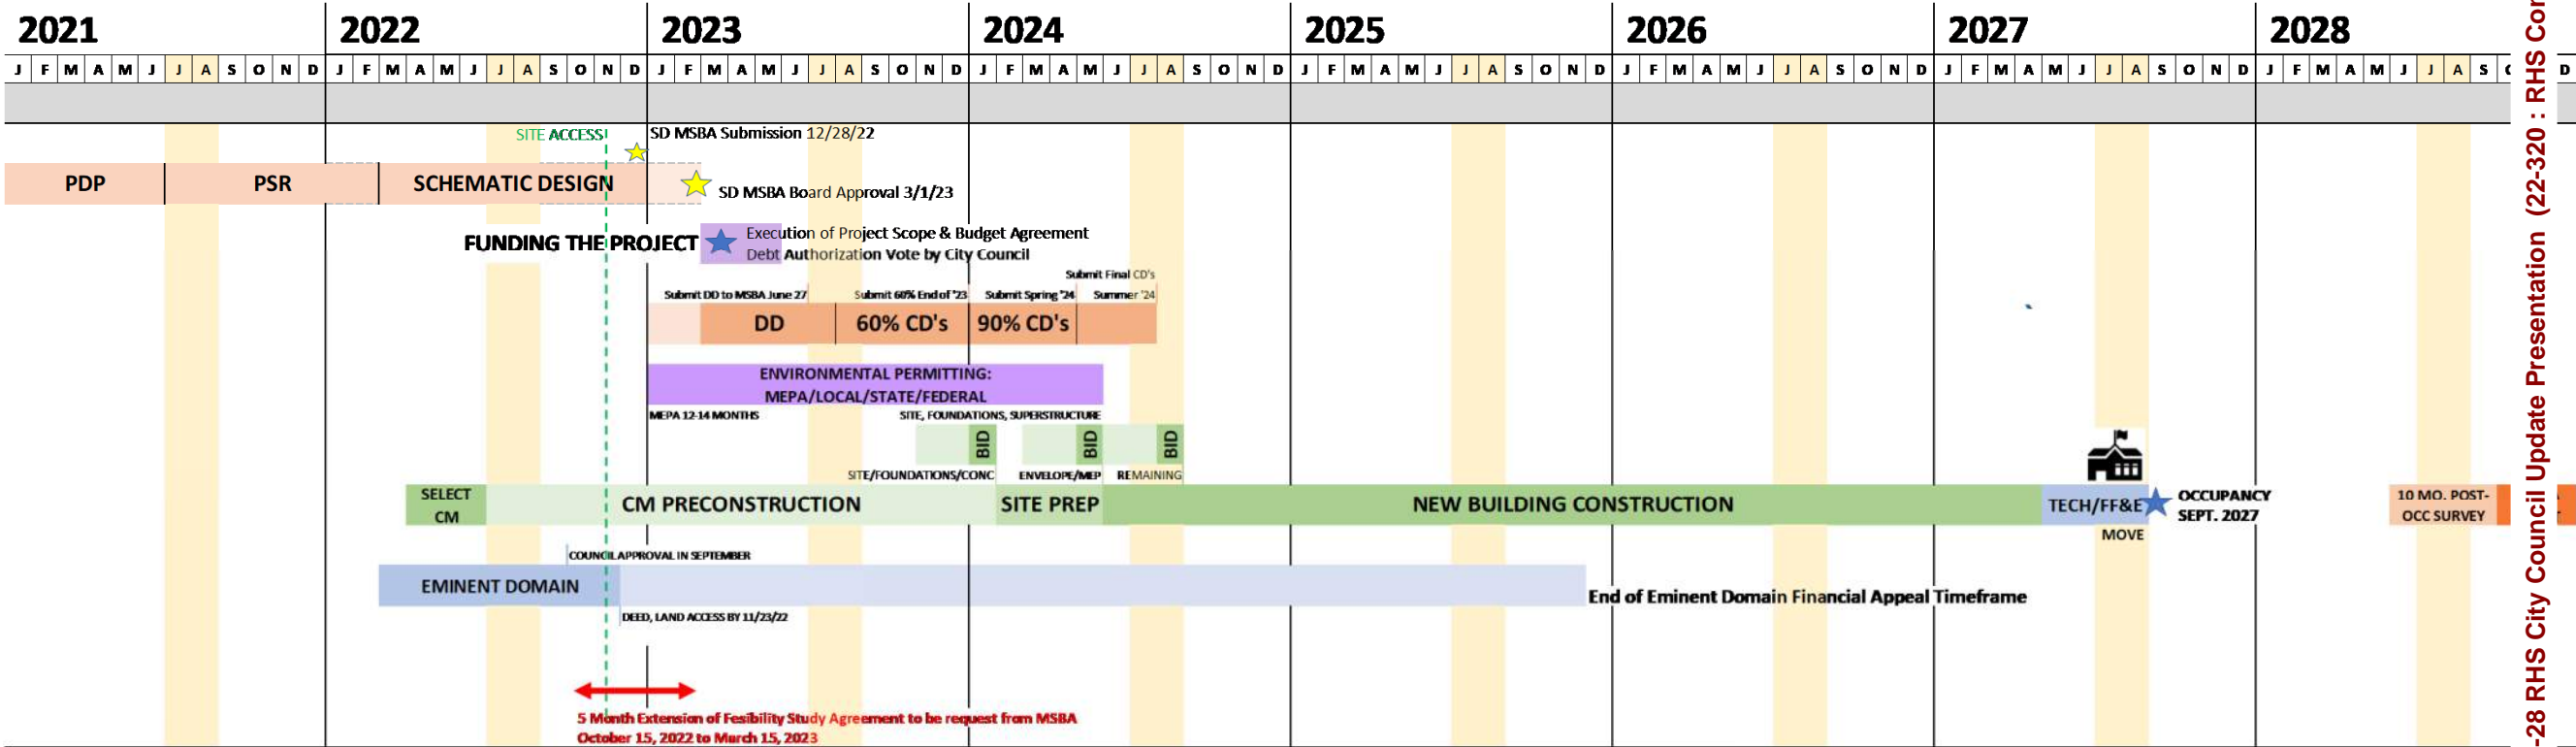 2021 2022 2023 2024 2025 2026 2027 2028
J F M A M J J A S O N D J F M A M J J A S O N D J F M A M J J A S O N D J F M A M J J A S O N D J F M A M J J A S O N D J F M A M J J A S O N D J F M A M J J A S O N D J F M A M J J A S D
SITE ACCESS
SD MSBA Submission 12/28/22
PDP PSR SCHEMATIC DESIGN
SD MSBA Board Approval 3/1/23
FUNDING THE PROJECT
Execution of Project Scope & Budget Agreement
Debt Authorization Vote by City Council
Submit Final CD's
Submit DD to MSBA June 27 Submit 60% End of '23 Submit Spring '24 Summer '24
DD 60% CD's 90% CD's
ENVIRONMENTAL PERMITTING:
MEPA/LOCAL/STATE/FEDERAL
MEPA 12-14 MONTHS SITE, FOUNDATIONS, SUPERSTRUCTURE
BID BID BID
SITE/FOUNDATIONS/CONC ENVELOPE/MEP REMAINING
SELECT
CM
CM PRECONSTRUCTION SITE PREP NEW BUILDING CONSTRUCTION TECH/FF&E
OCCUPANCY
SEPT. 2027
10 MO. POST-
OCC SURVEY
MOVE
COUNCIL APPROVAL IN SEPTEMBER
EMINENT DOMAIN
End of Eminent Domain Financial Appeal Timeframe
DEED, LAND ACCESS BY 11/23/22
5 Month Extension of Fesibility Study Agreement to be request from MSBA
October 15, 2022 to March 15, 2023
-28 RHS City Council Update Presentation (22-320 : RHS Con